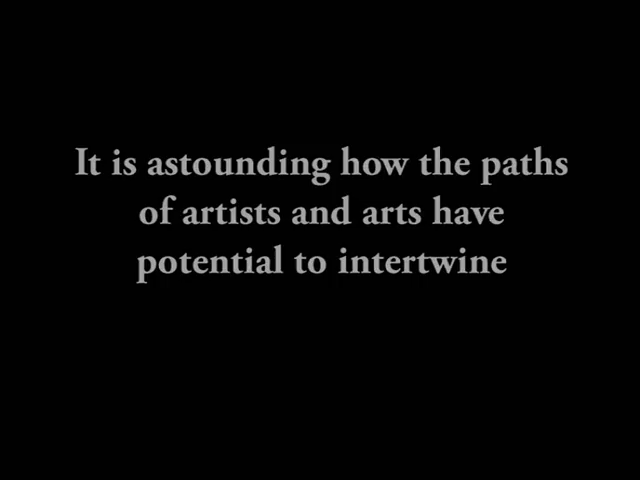 It is astounding how the paths
of artists and arts have
potential to intertwine